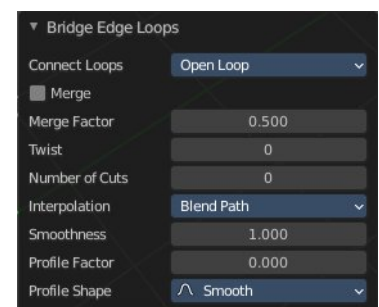 Bridge Edge Loops
Connect Loops Open Loop
Merge
Merge Factor 0.500
Twist 0
Number of Cuts 0
Interpolation Blend Path
Smoothness 1.000
Profile Factor 0.000
Profile Shape Smooth